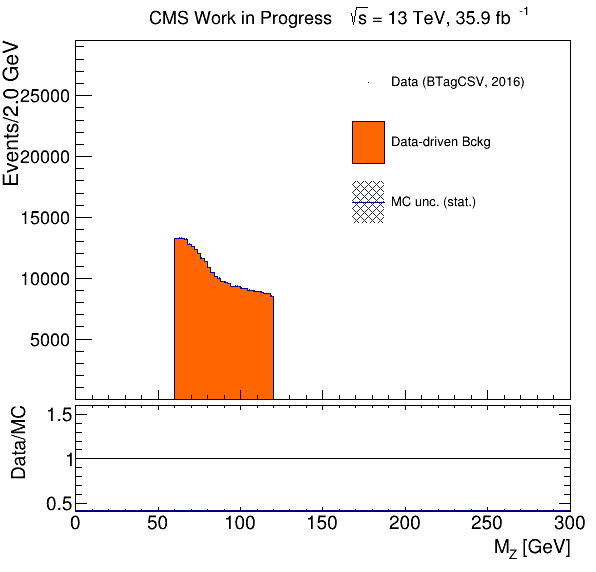 CMS Work in Progress √s = 13 TeV, 35.9 fb -1
Events/2.0 GeV
25000
20000
15000
10000
5000
Data (BTagCSV, 2016)
Data-driven Bckg
MC unc. (stat.)
Data/MC
1.5
1
0.5
0 50 100 150 200 250 300
M_Z [GeV]